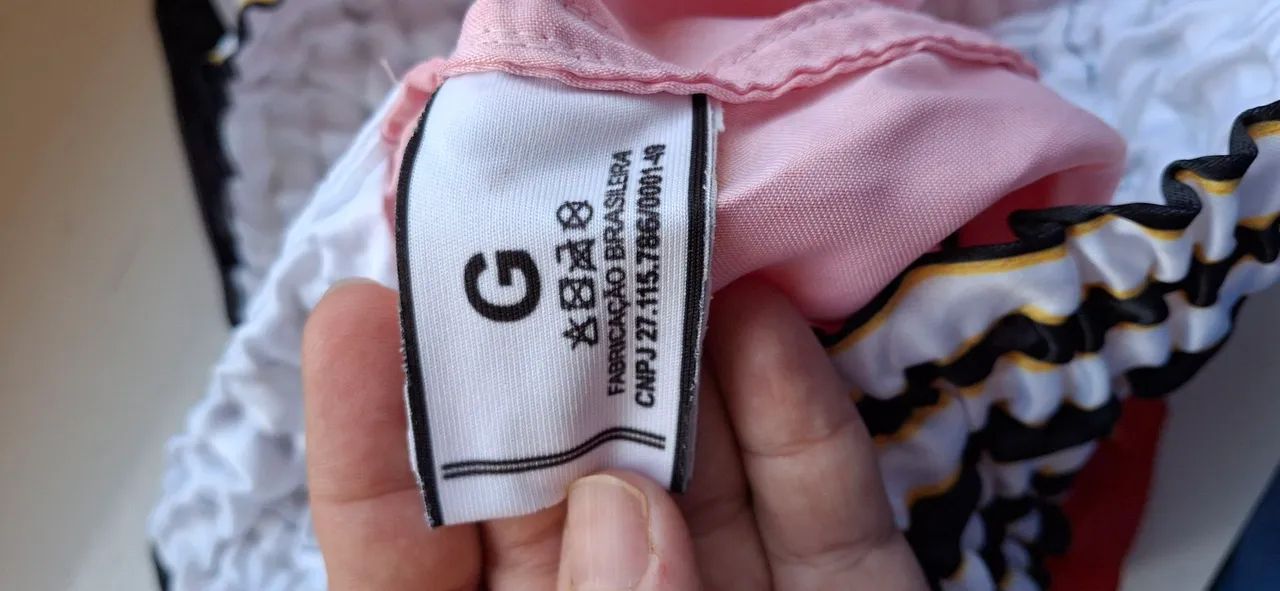 G
FABRICAÇÃO BRASILEIRA
CNPJ 27.115.786/0001-49